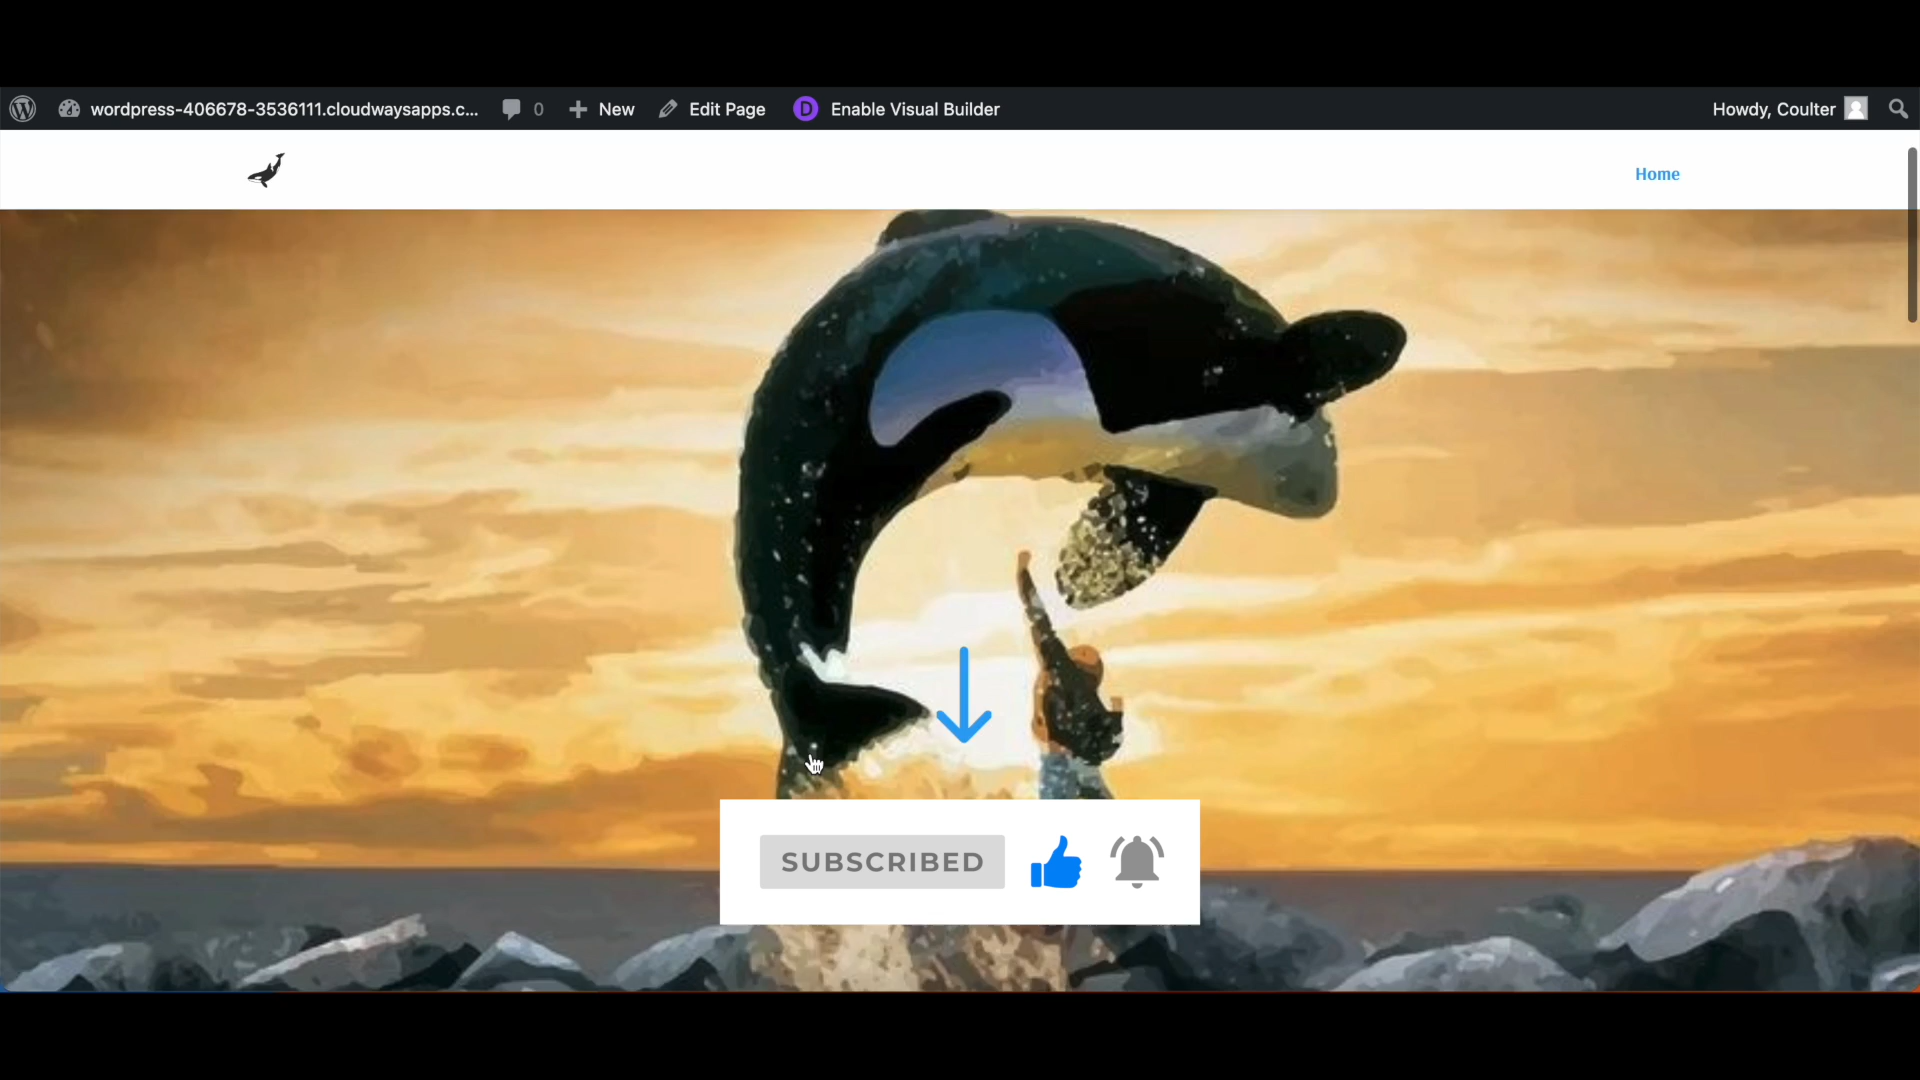 wordpress-406678-3536111.cloudwaysapps.c... 0 New Edit Page D Enable Visual Builder Howdy, Coulter
Home
SUBSCRIBED